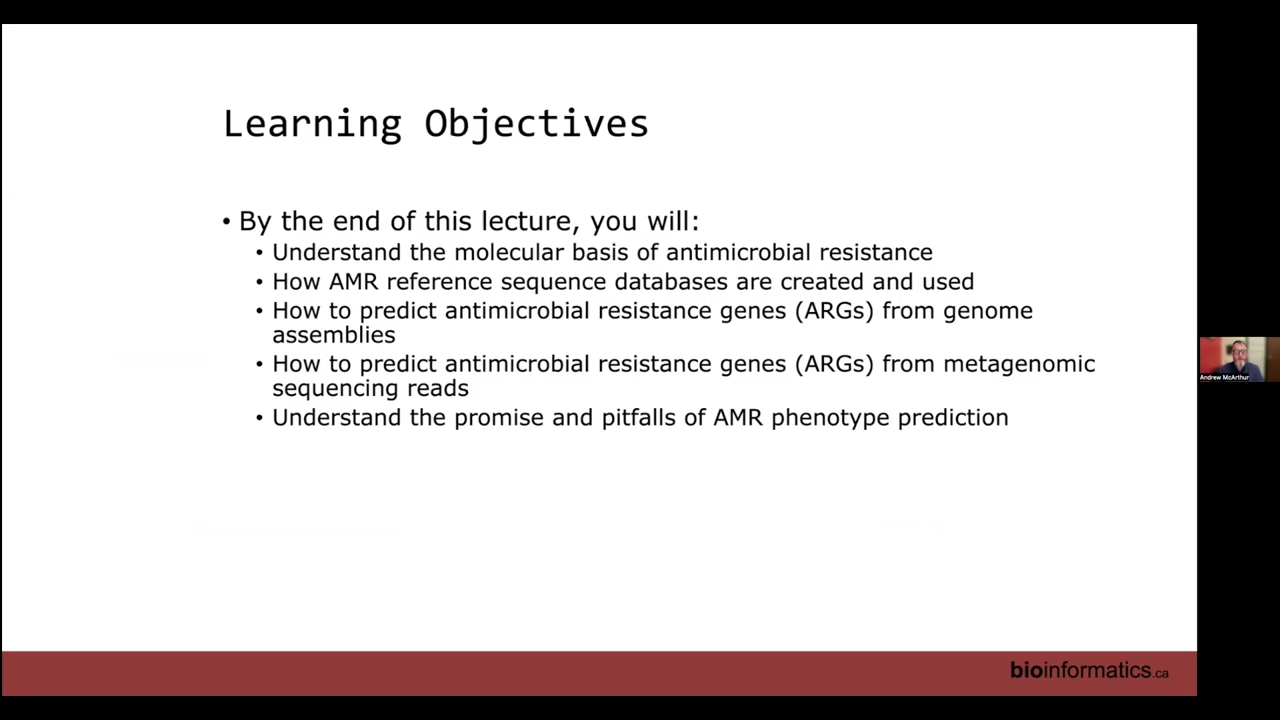 Learning Objectives
• By the end of this lecture, you will:
• Understand the molecular basis of antimicrobial resistance
• How AMR reference sequence databases are created and used
• How to predict antimicrobial resistance genes (ARGs) from genome
assemblies
• How to predict antimicrobial resistance genes (ARGs) from metagenomic
sequencing reads
• Understand the promise and pitfalls of AMR phenotype prediction
Andrew McArthur
bioinformatics.ca